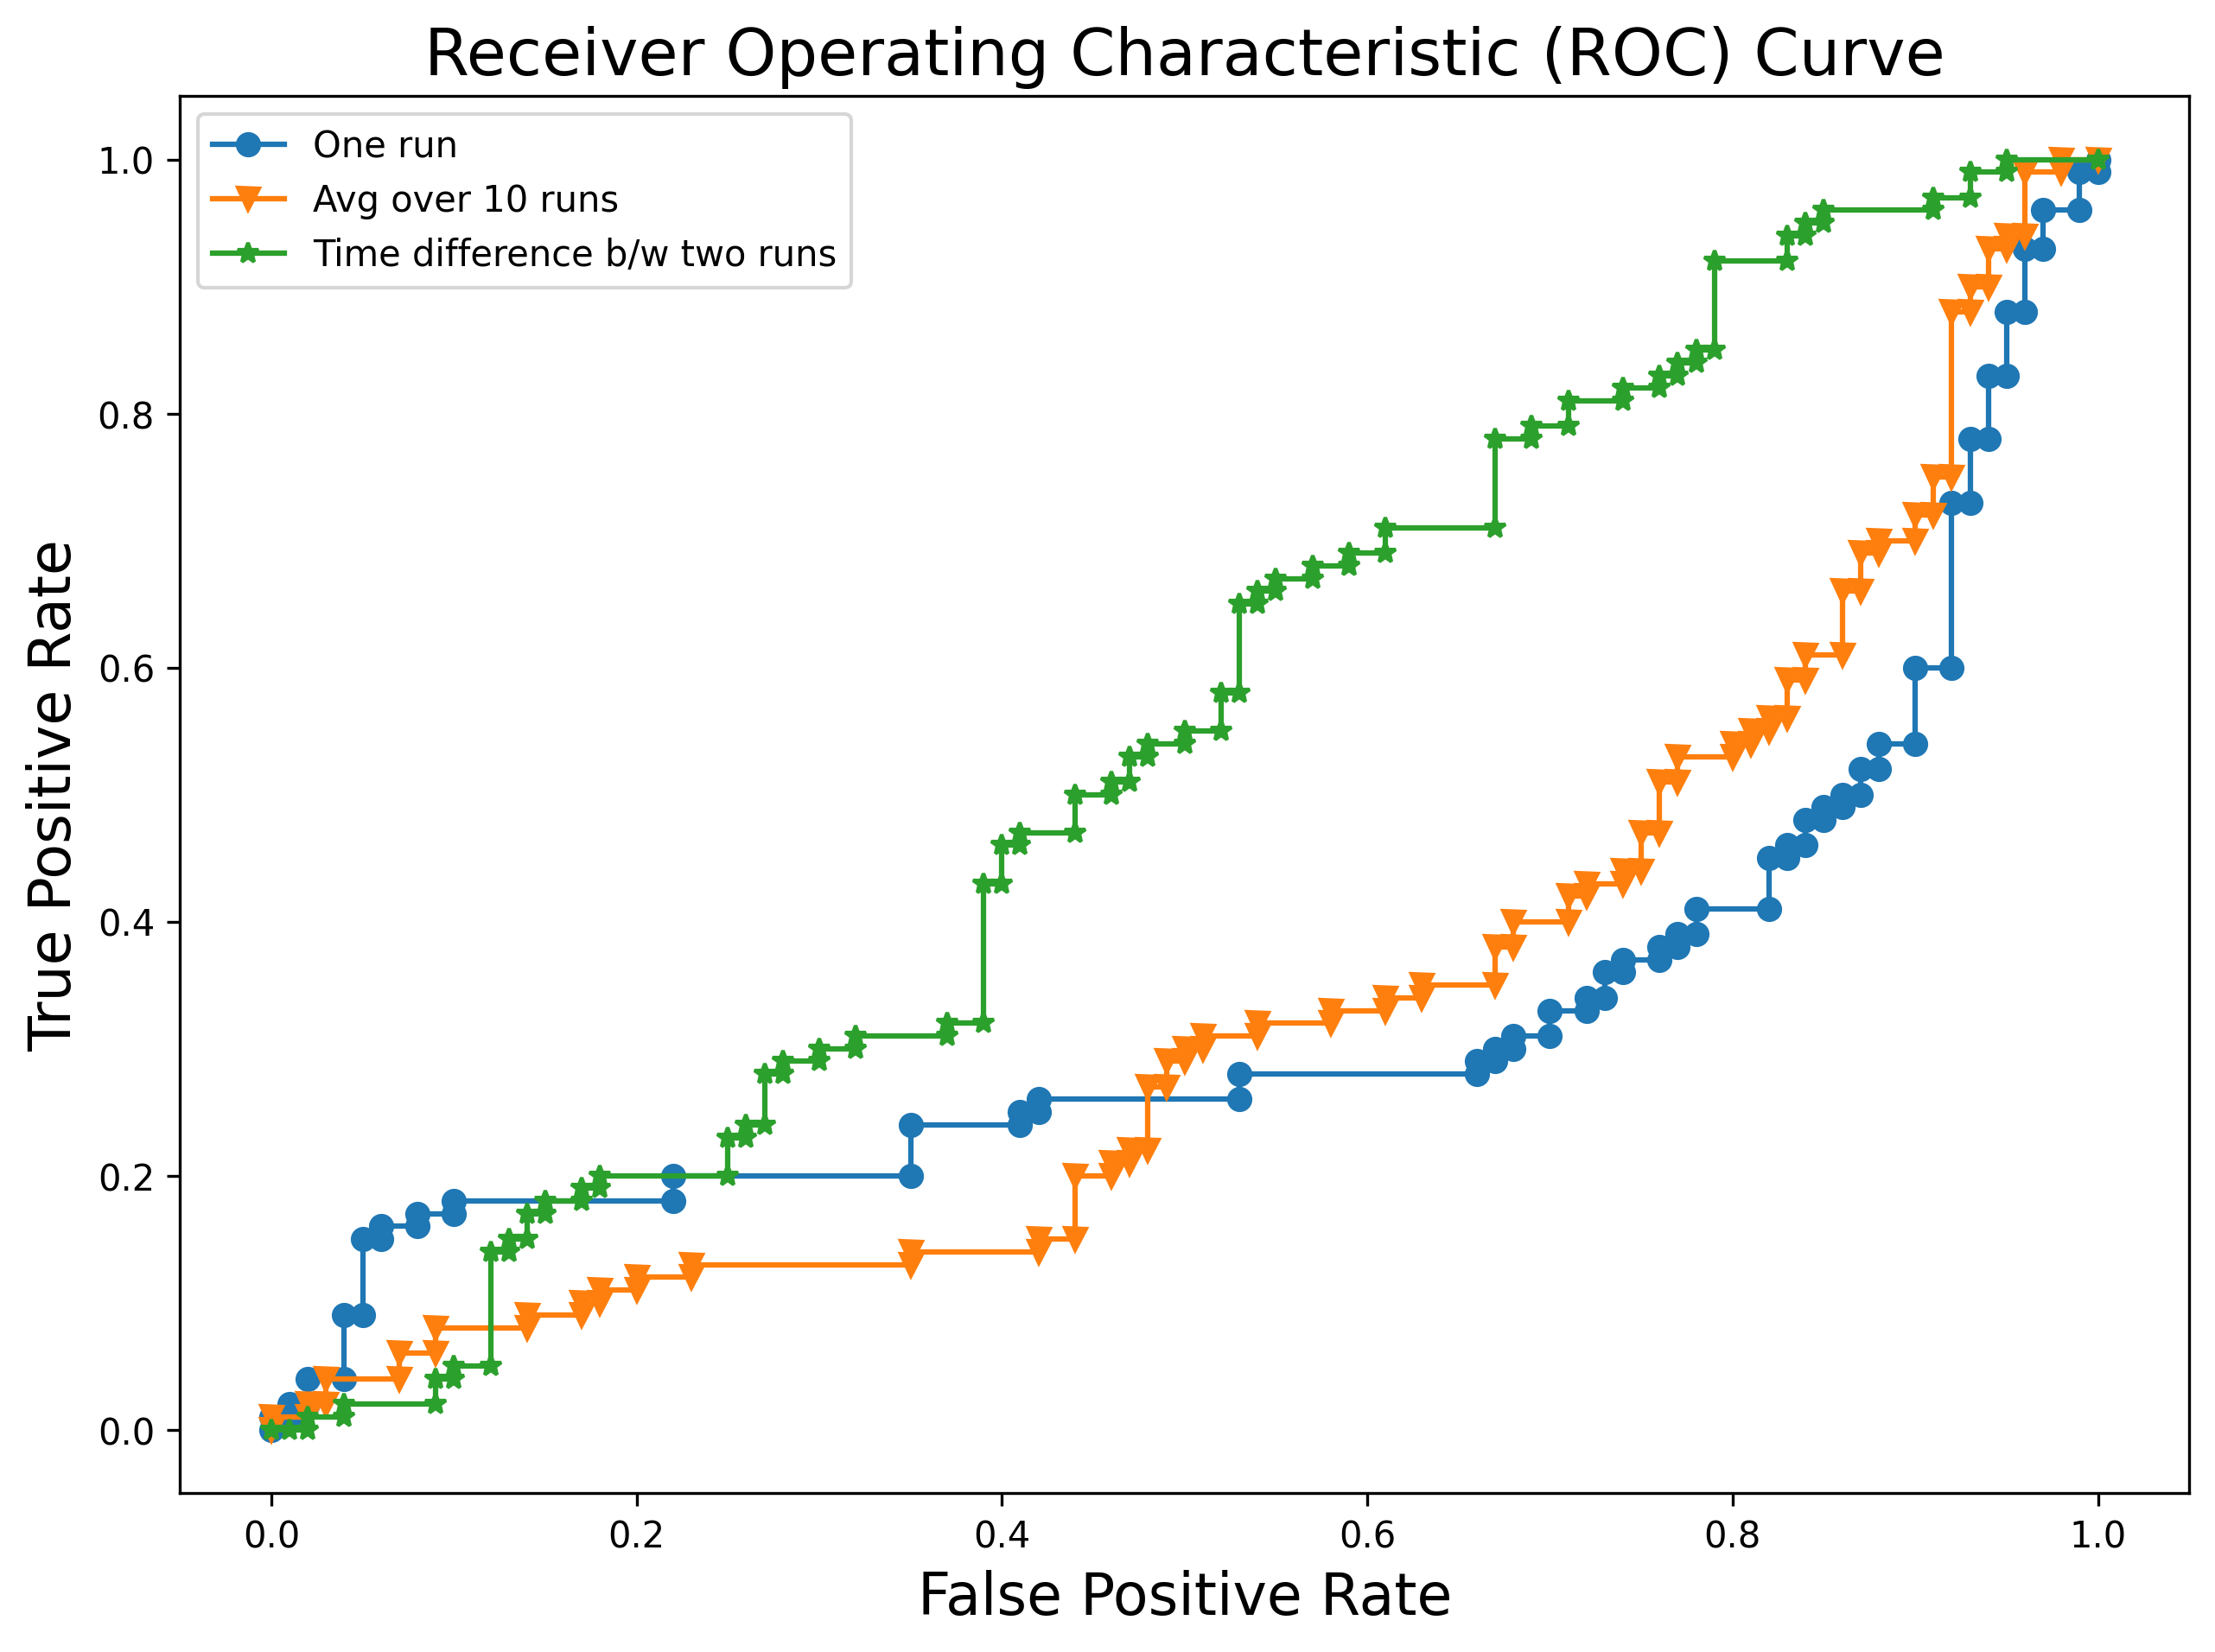 Receiver Operating Characteristic (ROC) Curve
One run
Avg over 10 runs
Time difference b/w two runs
True Positive Rate
1.0
0.8
0.6
0.4
0.2
0.0
0.0 0.2 0.4 0.6 0.8 1.0
False Positive Rate